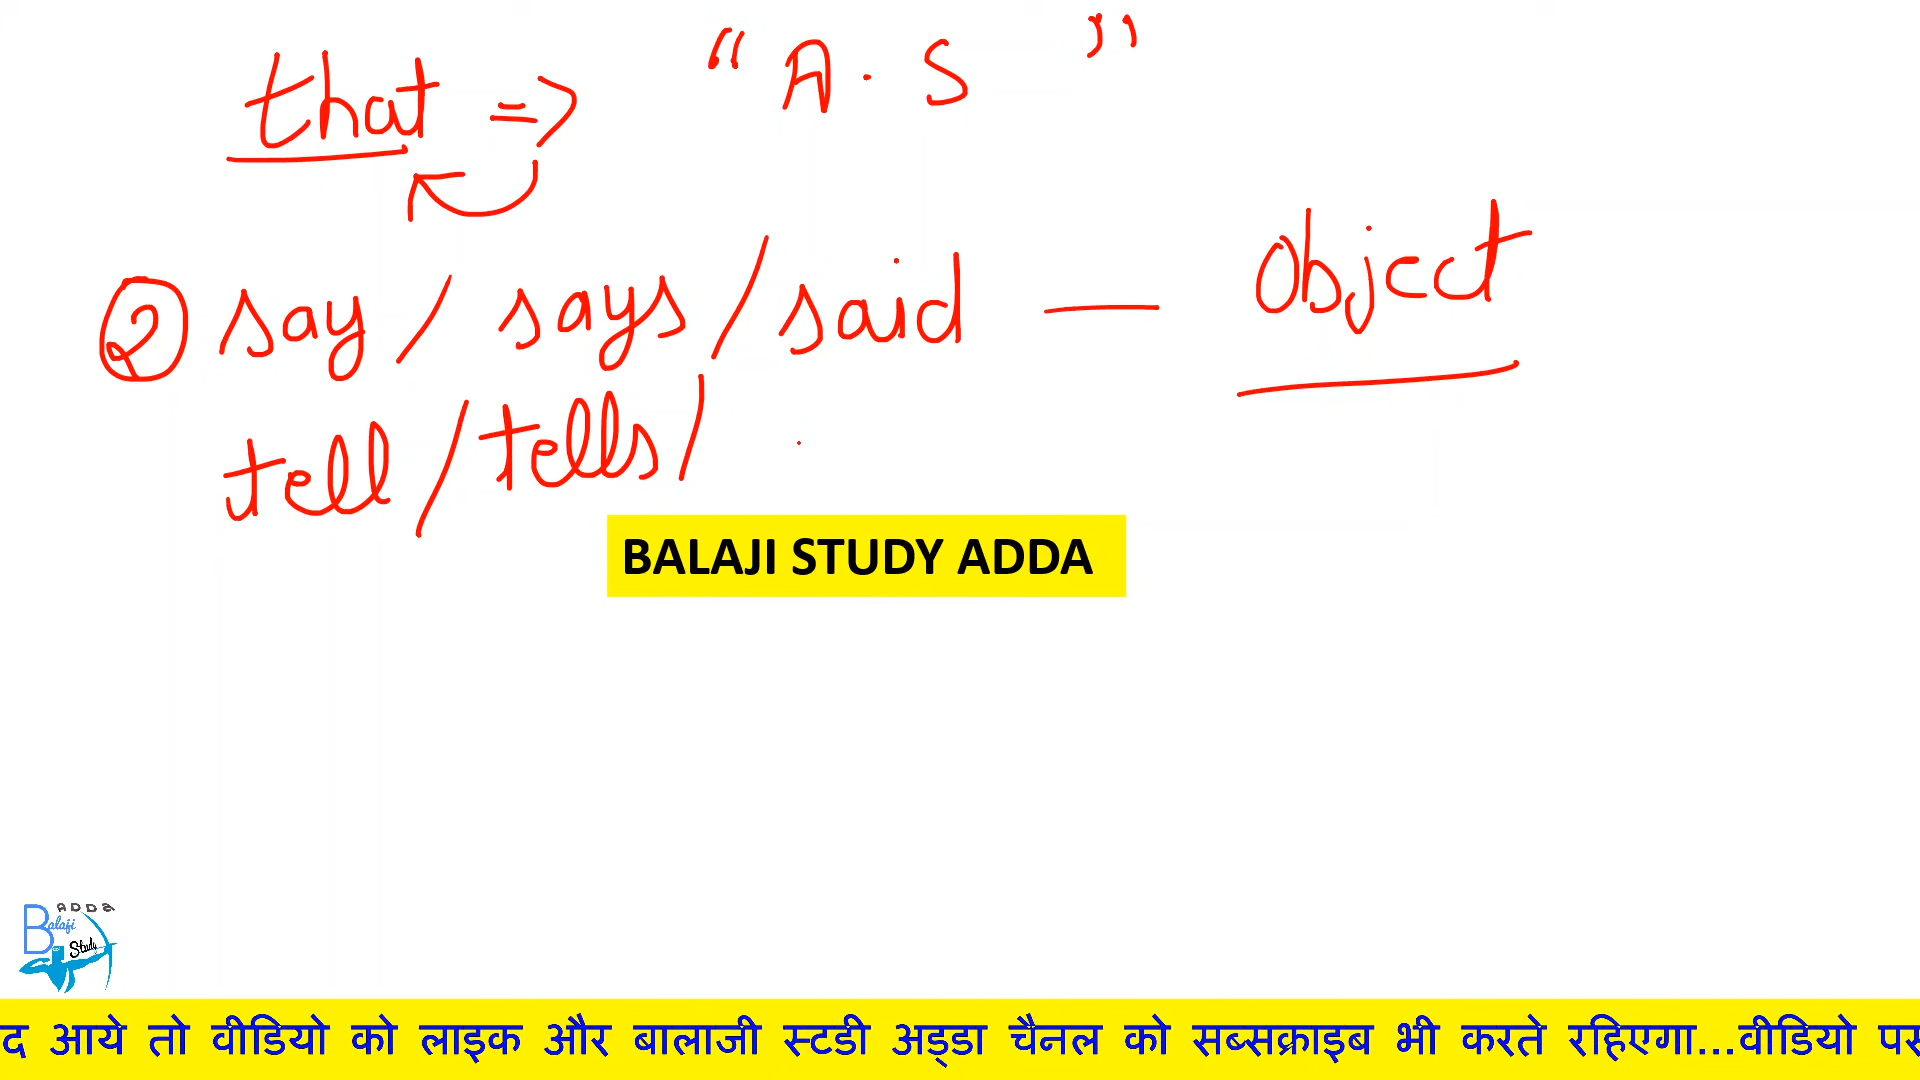 that => "A.S"
② say/says/said — object
tell/tells/
BALAJI STUDY ADDA
ADDA
Balaji
Study
द आये तो वीडियो को लाइक और बालाजी स्टडी अड्डा चैनल को सब्सक्राइब भी करते रहिएगा...वीडियो पस